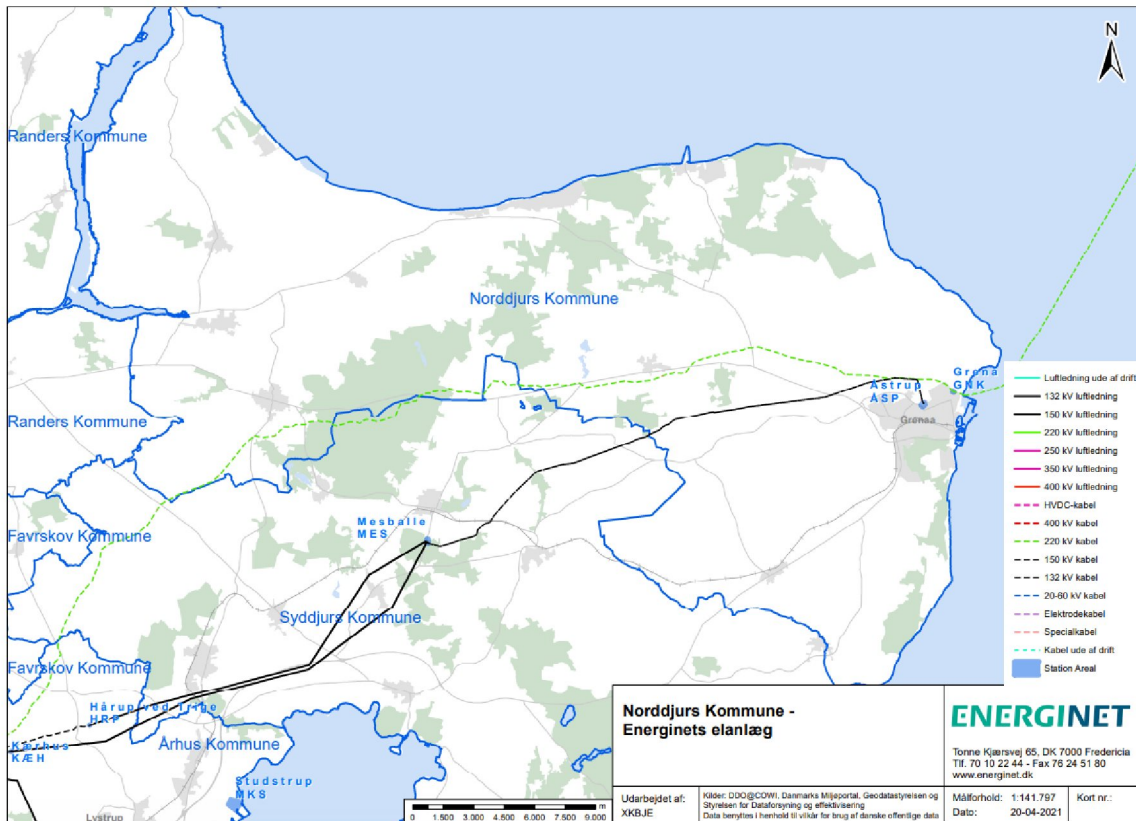 N
Randers Kommune
Norddjurs Kommune
Grenå
GNK
Åstrup
ÅSP
Grenaa
Randers Kommune
Mesballe
MES
Favrskov Kommune
Syddjurs Kommune
Favrskov Kommune
Hårup ved Trige
HRP
Århus Kommune
Kærhus
KÆH
Studstrup
MKS
Lystrup
m
0 1.500 3.000 4.500 6.000 7.500 9.000
Luftledning ude af drift
132 kV luftledning
150 kV luftledning
220 kV luftledning
250 kV luftledning
350 kV luftledning
400 kV luftledning
HVDC-kabel
400 kV kabel
220 kV kabel
150 kV kabel
132 kV kabel
20-60 kV kabel
Elektrodekabel
Specialkabel
Kabel ude af drift
Station Areal
Norddjurs Kommune -
Energinets elanlæg
ENERGINET
Tonne Kjærsvej 65, DK 7000 Fredericia
Tlf. 70 10 22 44 - Fax 76 24 51 80
www.energinet.dk
Udarbejdet af:
XKBJE
Kilder: DDO@COWI, Danmarks Miljøportal, Geodatastyrelsen og
Styrelsen for Dataforsyning og effektivisering
Data benyttes i henhold til vilkår for brug af danske offentlige data
Målforhold: 1:141.797
Dato: 20-04-2021
Kort nr.: